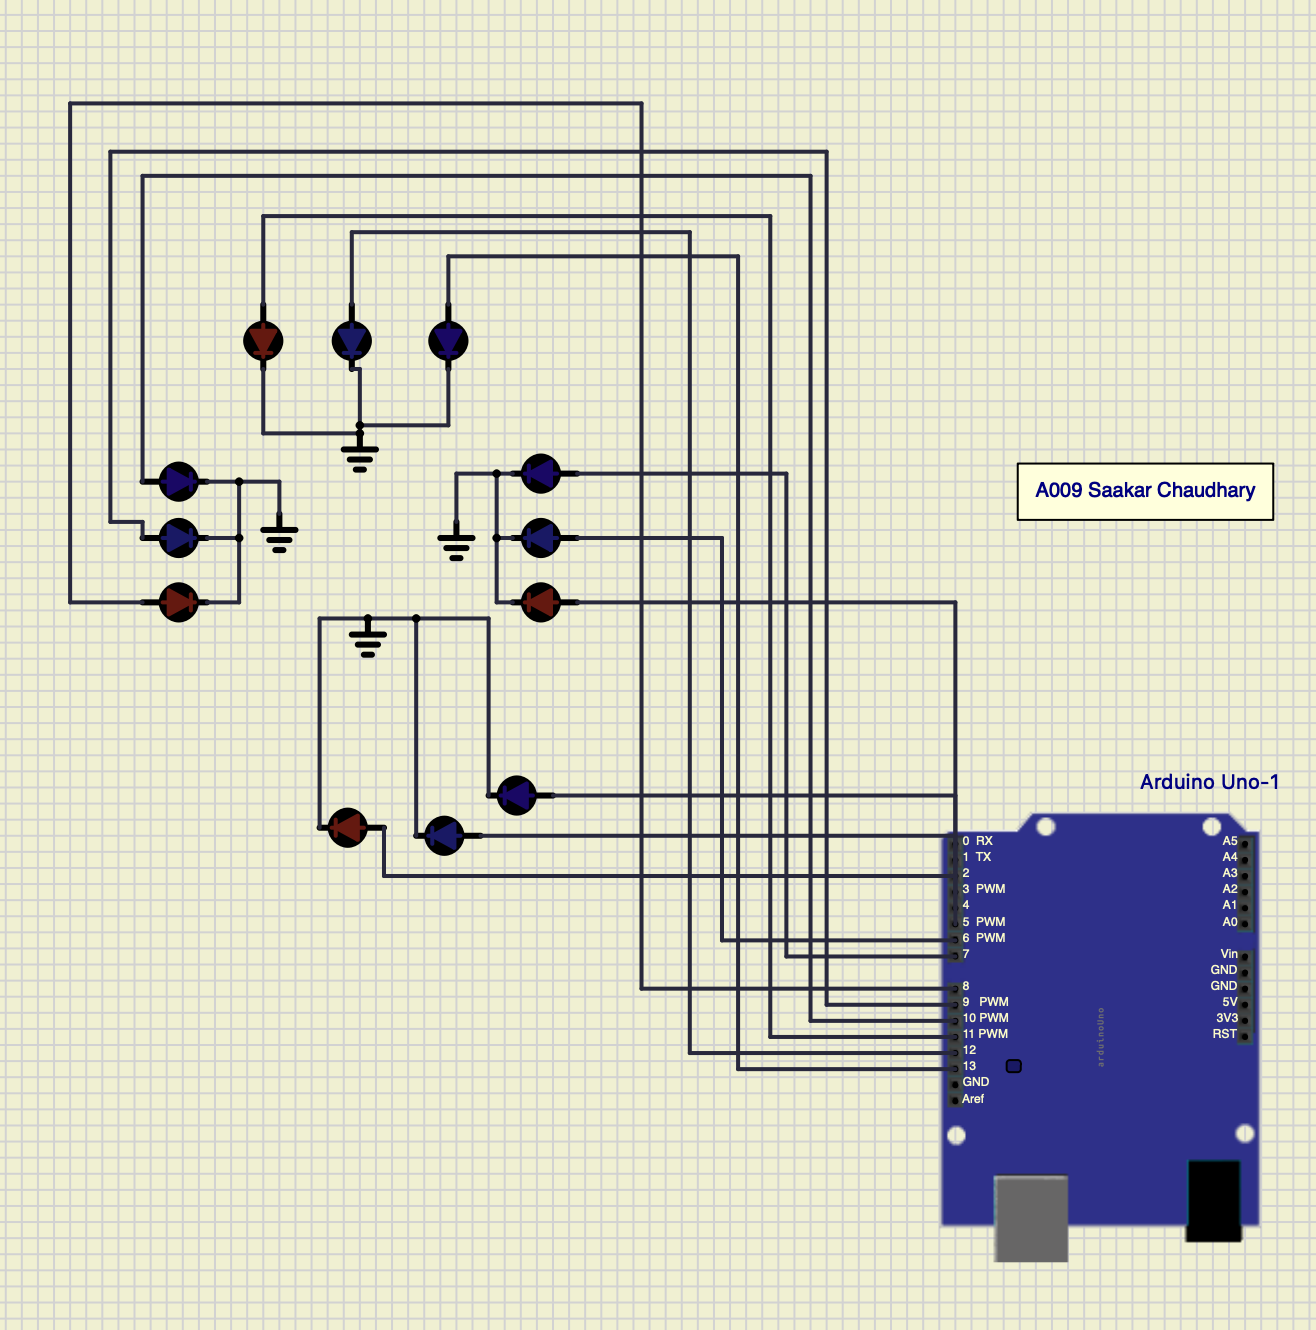 A009 Saakar Chaudhary
Arduino Uno-1
0 RX
1 TX
2
3 PWM
4
5 PWM
6 PWM
7
8
9 PWM
10 PWM
11 PWM
12
13
GND
Aref
A5
A4
A3
A2
A1
A0
Vin
GND
GND
5V
3V3
RST
arduinoUno